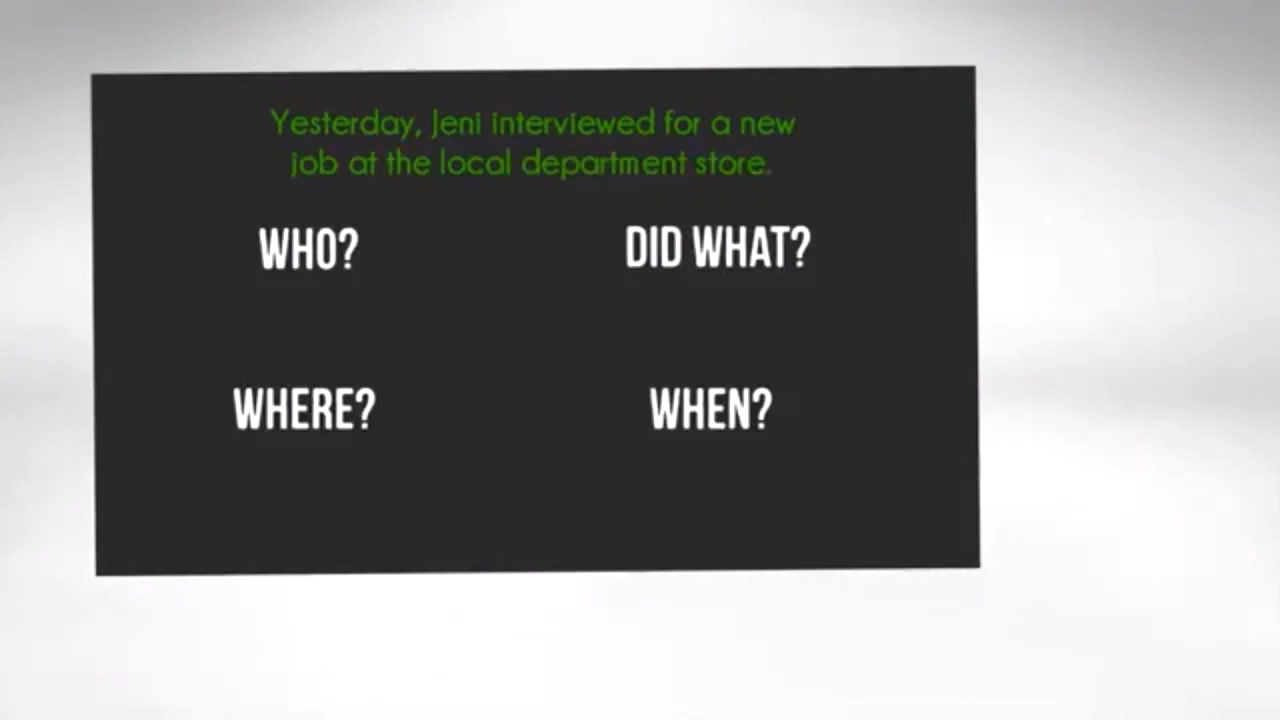 Yesterday, Jeni interviewed for a new
job at the local department store.
WHO?
DID WHAT?
WHERE?
WHEN?